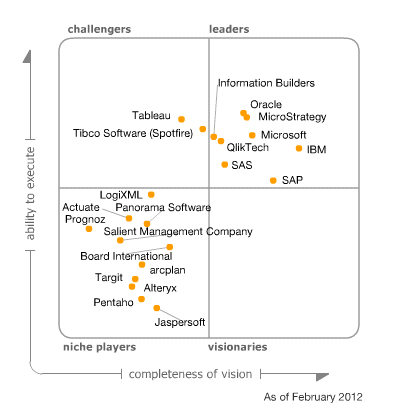 challengers
leaders
Information Builders
Oracle
Tableau
MicroStrategy
Tibco Software (Spotfire)
Microsoft
QlikTech
IBM
SAS
SAP
ability to execute
LogiXML
Actuate
Panorama Software
Prognoz
Salient Management Company
Board International
arcplan
Targit
Alteryx
Pentaho
Jaspersoft
niche players
visionaries
completeness of vision
As of February 2012